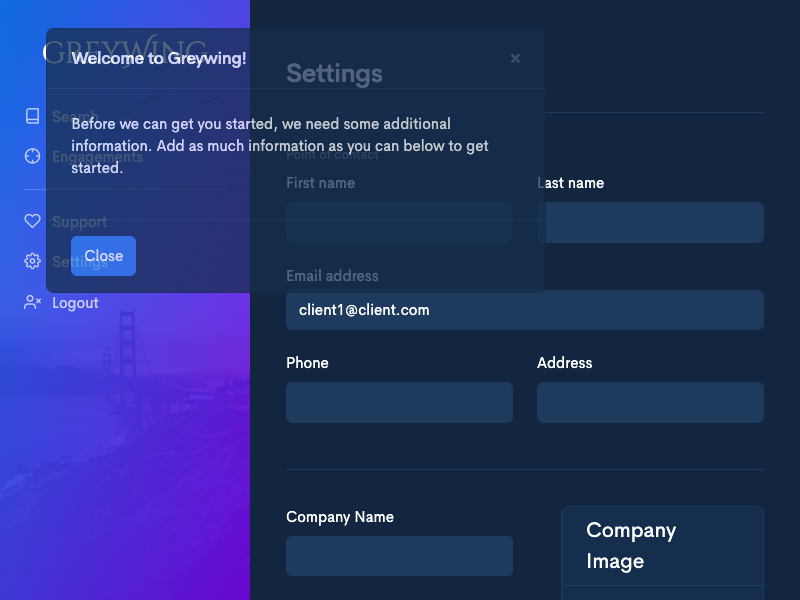 GREYWING
Welcome to Greywing!
×
Settings
Search
Engagements
Before we can get you started, we need some additional
information. Add as much information as you can below to get
started.
Point of contact
First name
Last name
Support
Settings
Close
Logout
Email address
client1@client.com
Phone
Address
Company Name
Company
Image